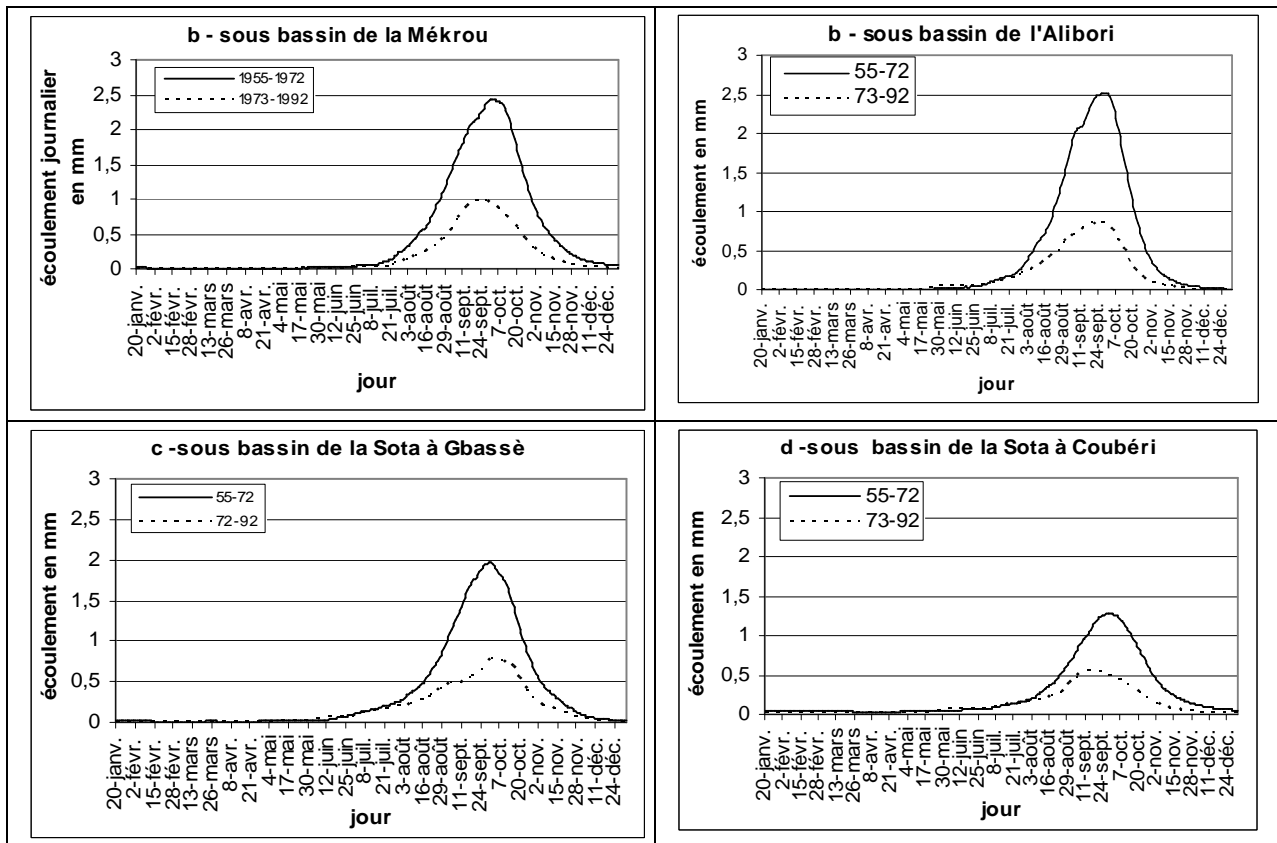 b - sous bassin de la Mékrou
1955-1972
1973-1992
3
2,5
2
1,5
1
0,5
0
écoulement journalier
en mm
20-janv.
2-févr.
15-févr.
28-févr.
13-mars
26-mars
8-avr.
21-avr.
4-mai
17-mai
30-mai
12-juin
25-juin
8-juil.
21-juil.
3-août
16-août
29-août
11-sept.
24-sept.
7-oct.
20-oct.
2-nov.
15-nov.
28-nov.
11-déc.
24-déc.
jour
b - sous bassin de l'Alibori
55-72
73-92
3
2,5
2
1,5
1
0,5
0
écoulement en mm
20-janv.
2-févr.
15-févr.
28-févr.
13-mars
26-mars
8-avr.
21-avr.
4-mai
17-mai
30-mai
12-juin
25-juin
8-juil.
21-juil.
3-août
16-août
29-août
11-sept.
24-sept.
7-oct.
20-oct.
2-nov.
15-nov.
28-nov.
11-déc.
24-déc.
jour
c -sous bassin de la Sota à Gbassè
55-72
72-92
3
2,5
2
1,5
1
0,5
0
écoulement en mm
20-janv.
2-févr.
15-févr.
28-févr.
13-mars
26-mars
8-avr.
21-avr.
4-mai
17-mai
30-mai
12-juin
25-juin
8-juil.
21-juil.
3-août
16-août
29-août
11-sept.
24-sept.
7-oct.
20-oct.
2-nov.
15-nov.
28-nov.
11-déc.
24-déc.
jour
d -sous bassin de la Sota à Coubéri
55-72
73-92
3
2,5
2
1,5
1
0,5
0
écoulement en mm
20-janv.
2-févr.
15-févr.
28-févr.
13-mars
26-mars
8-avr.
21-avr.
4-mai
17-mai
30-mai
12-juin
25-juin
8-juil.
21-juil.
3-août
16-août
29-août
11-sept.
24-sept.
7-oct.
20-oct.
2-nov.
15-nov.
28-nov.
11-déc.
24-déc.
jour